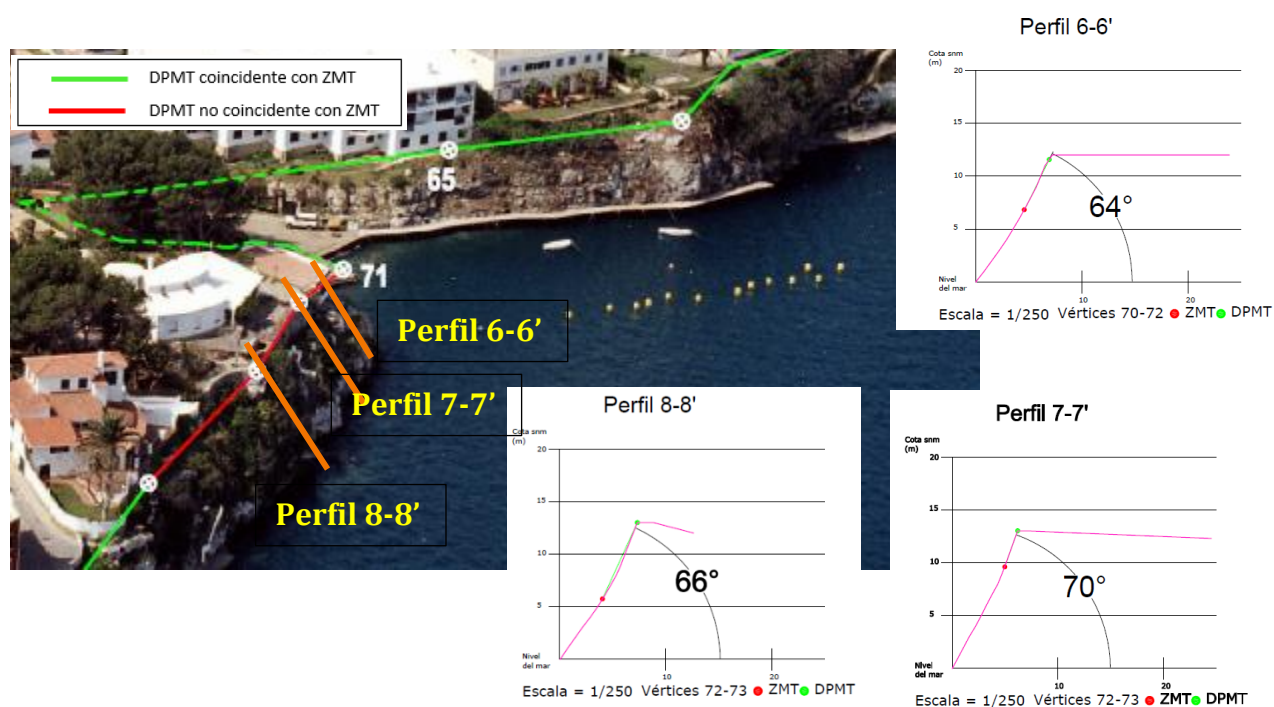 DPMT coincidente con ZMT
DPMT no coincidente con ZMT
65
71
Perfil 6-6’
Perfil 7-7’
Perfil 8-8’
Perfil 6-6'
Cota snm
(m)
20
15
10
5
Nivel
del mar
10
20
64°
Escala = 1/250 Vértices 70-72 ZMT DPMT
Perfil 8-8'
Cota snm
(m)
20
15
10
5
Nivel
del mar
10
20
66°
Escala = 1/250 Vértices 72-73 ZMT DPMT
Perfil 7-7'
Cota snm
(m)
20
15
10
5
Nivel
del mar
10
20
70°
Escala = 1/250 Vértices 72-73 ZMT DPMT